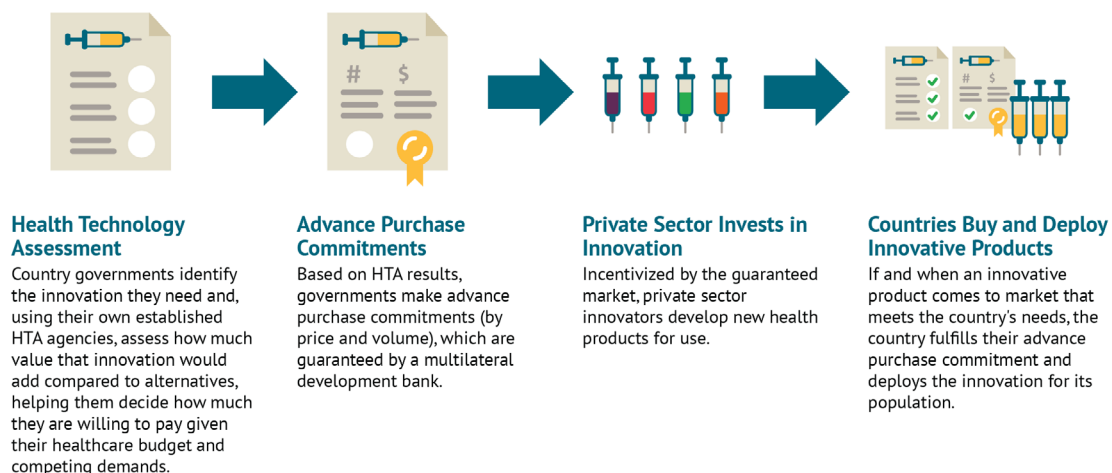 #
$
#
$
Health Technology
Assessment
Country governments identify
the innovation they need and,
using their own established
HTA agencies, assess how much
value that innovation would
add compared to alternatives,
helping them decide how much
they are willing to pay given
their healthcare budget and
competing demands.
Advance Purchase
Commitments
Based on HTA results,
governments make advance
purchase commitments (by
price and volume), which are
guaranteed by a multilateral
development bank.
Private Sector Invests in
Innovation
Incentivized by the guaranteed
market, private sector
innovators develop new health
products for use.
Countries Buy and Deploy
Innovative Products
If and when an innovative
product comes to market that
meets the country's needs, the
country fulfills their advance
purchase commitment and
deploys the innovation for its
population.